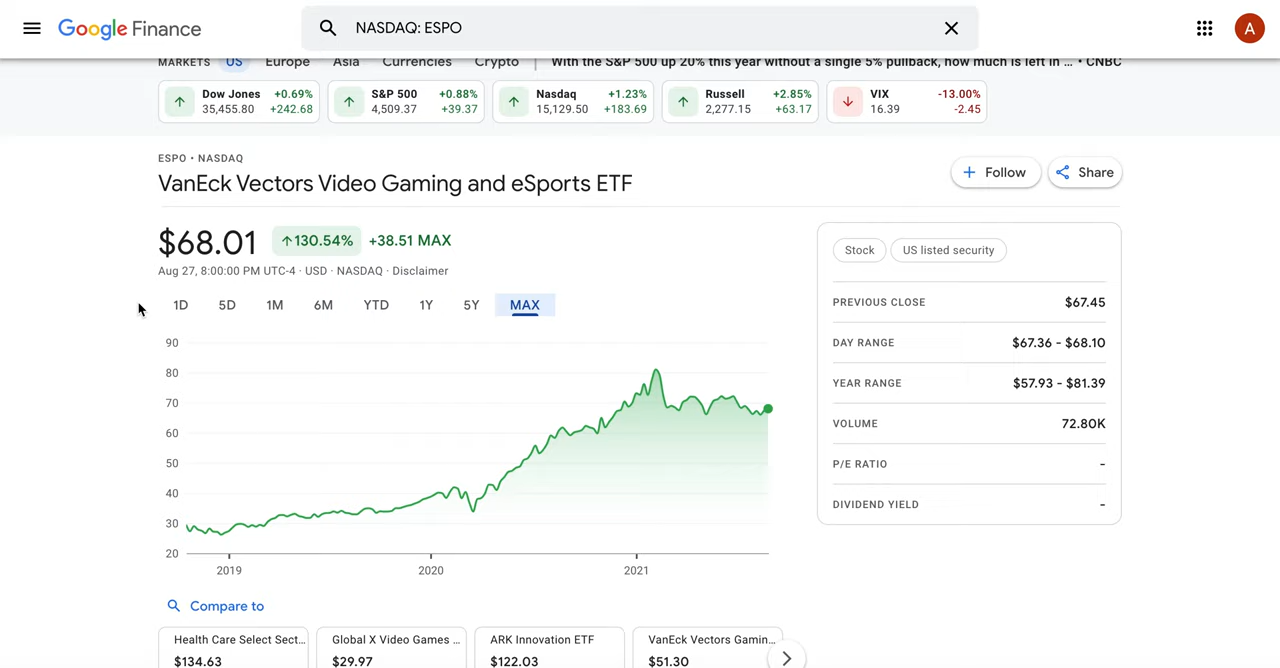 Google Finance
NASDAQ: ESPO
A
MARKETS US Europe Asia Currencies Crypto | With the S&P 500 up 20% this year without a single 5% pullback, how much is left in ... • CNBC
Dow Jones +0.69%
35,455.80 +242.68
S&P 500 +0.88%
4,509.37 +39.37
Nasdaq +1.23%
15,129.50 +183.69
Russell +2.85%
2,277.15 +63.17
VIX -13.00%
16.39 -2.45
ESPO • NASDAQ
VanEck Vectors Video Gaming and eSports ETF
Follow
Share
$68.01 ↑130.54% +38.51 MAX
Aug 27, 8:00:00 PM UTC-4 · USD · NASDAQ · Disclaimer
1D 5D 1M 6M YTD 1Y 5Y MAX
90
80
70
60
50
40
30
20
2019 2020 2021
Stock US listed security
PREVIOUS CLOSE $67.45
DAY RANGE $67.36 - $68.10
YEAR RANGE $57.93 - $81.39
VOLUME 72.80K
P/E RATIO -
DIVIDEND YIELD -
Compare to
Health Care Select Sect...
$134.63
Global X Video Games ...
$29.97
ARK Innovation ETF
$122.03
VanEck Vectors Gamin...
$51.30